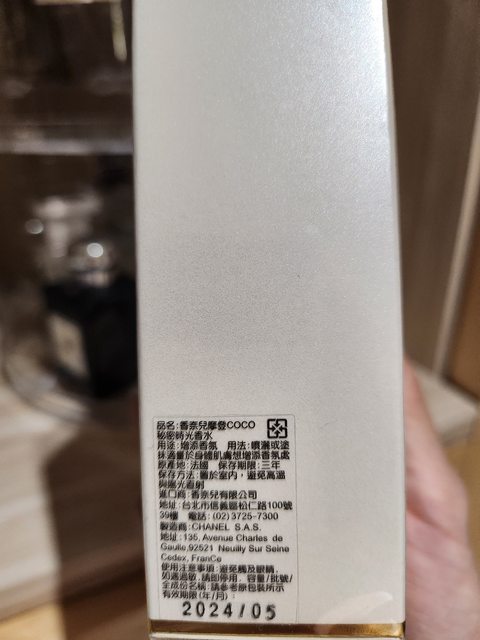 品名:香奈兒摩登COCO
秘密時光香水
用途:增添香氛 用法:噴灑或塗
抹適量於身體肌膚想增添香氛處
原產地:法國 保存期限:三年
保存方法:置於室內,避免高溫
與陽光直射
進口商:香奈兒有限公司
地址:台北市信義區松仁路100號
39樓 電話:(02)3725-7300
製造商:CHANEL S.A.S.
地址:135, Avenue Charles de
Gaulle,92521 Neuilly Sur Seine
Cedex, FranCe
使用注意事項:避免觸及眼睛,
如遇過敏,請即停用. 容量/批號/
全成份名稱:請參考原包裝所示
有效期限(年/月):
2024/05